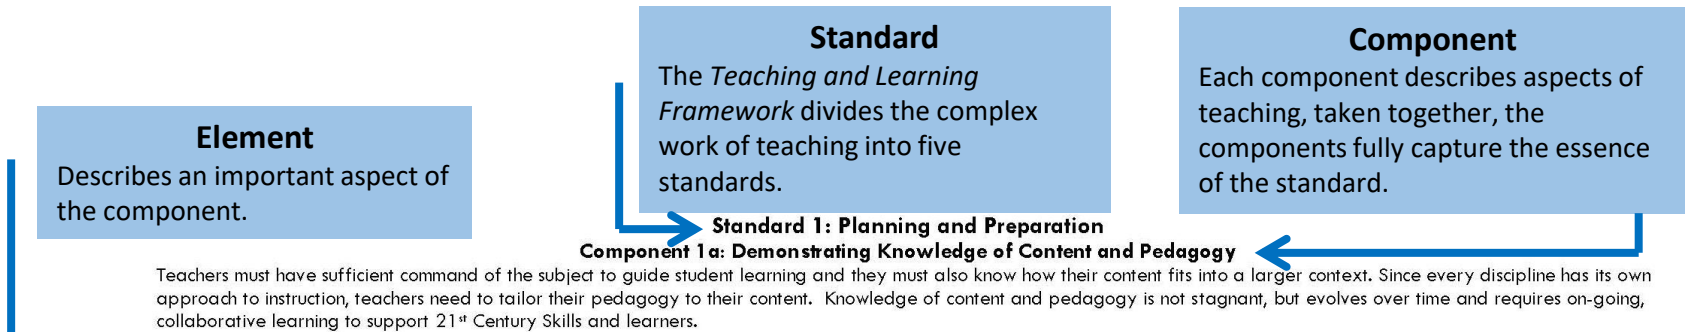 Element
Describes an important aspect of
the component.
Standard
The Teaching and Learning
Framework divides the complex
work of teaching into five
standards.
Component
Each component describes aspects of
teaching, taken together, the
components fully capture the essence
of the standard.
Standard 1: Planning and Preparation
Component 1a: Demonstrating Knowledge of Content and Pedagogy
Teachers must have sufficient command of the subject to guide student learning and they must also know how their content fits into a larger context. Since every discipline has its own
approach to instruction, teachers need to tailor their pedagogy to their content. Knowledge of content and pedagogy is not stagnant, but evolves over time and requires on-going,
collaborative learning to support 21st Century Skills and learners.